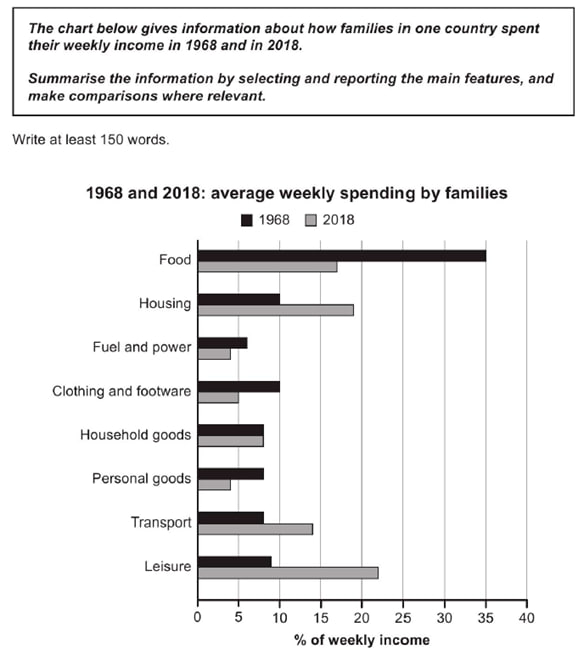 The chart below gives information about how families in one country spent
their weekly income in 1968 and in 2018.
Summarise the information by selecting and reporting the main features, and
make comparisons where relevant.
Write at least 150 words.
1968 and 2018: average weekly spending by families
1968 2018
Food
Housing
Fuel and power
Clothing and footware
Household goods
Personal goods
Transport
Leisure
0 5 10 15 20 25 30 35 40
% of weekly income